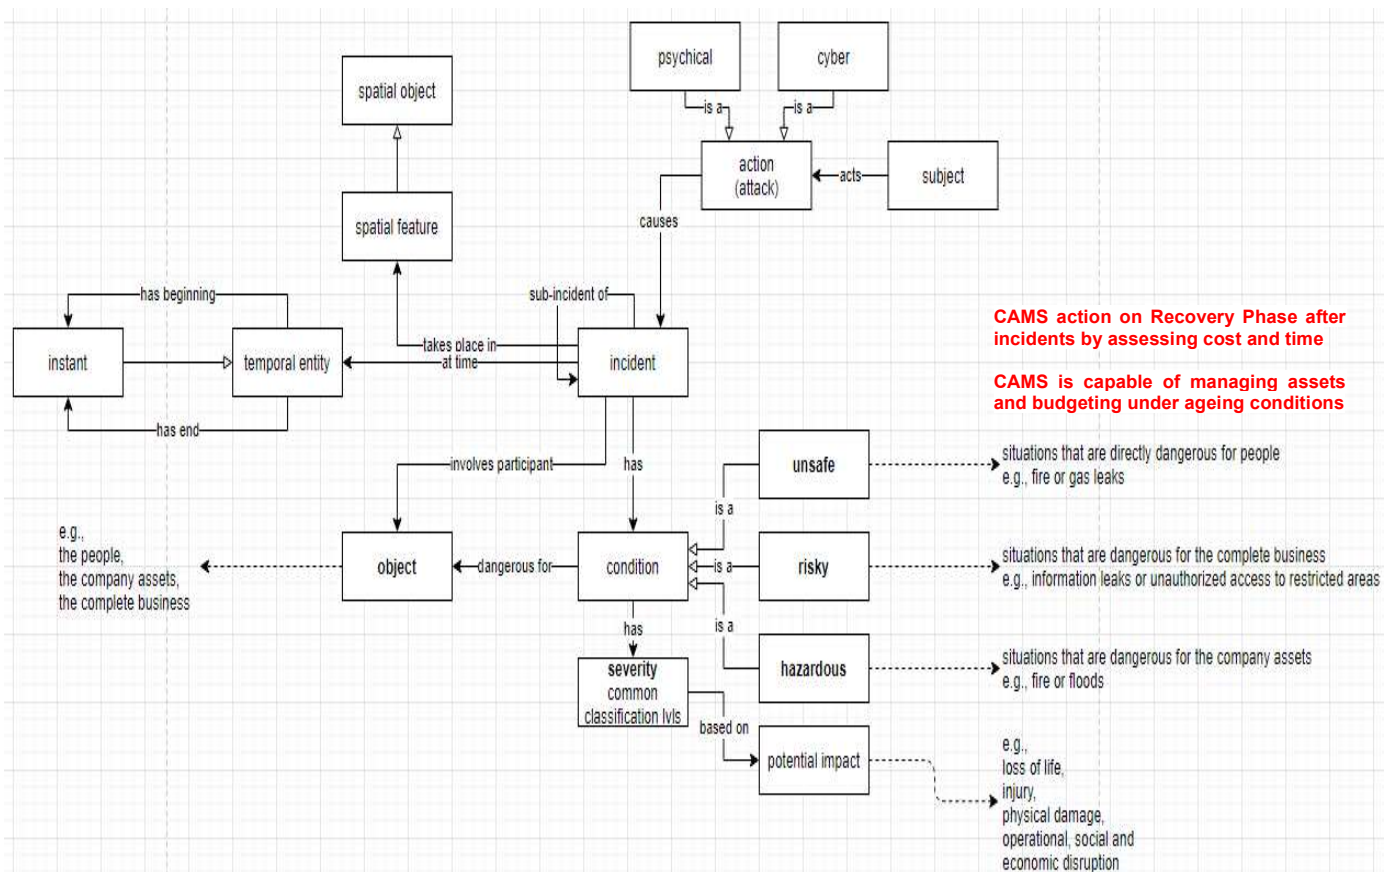 psychical
cyber
spatial object
is a
is a
action
(attack)
acts
subject
spatial feature
causes
has beginning
sub-incident of
CAMS action on Recovery Phase after
incidents by assessing cost and time
instant
temporal entity
takes place in
at time
incident
CAMS is capable of managing assets
and budgeting under ageing conditions
has end
involves participant
has
unsafe
situations that are directly dangerous for people
e.g., fire or gas leaks
is a
e.g.,
the people,
the company assets,
the complete business
object
dangerous for
condition
is a
risky
situations that are dangerous for the complete business
e.g., information leaks or unauthorized access to restricted areas
has
is a
severity
common
classification lvls
hazardous
situations that are dangerous for the company assets
e.g., fire or floods
based on
potential impact
e.g.,
loss of life,
injury,
physical damage,
operational, social and
economic disruption